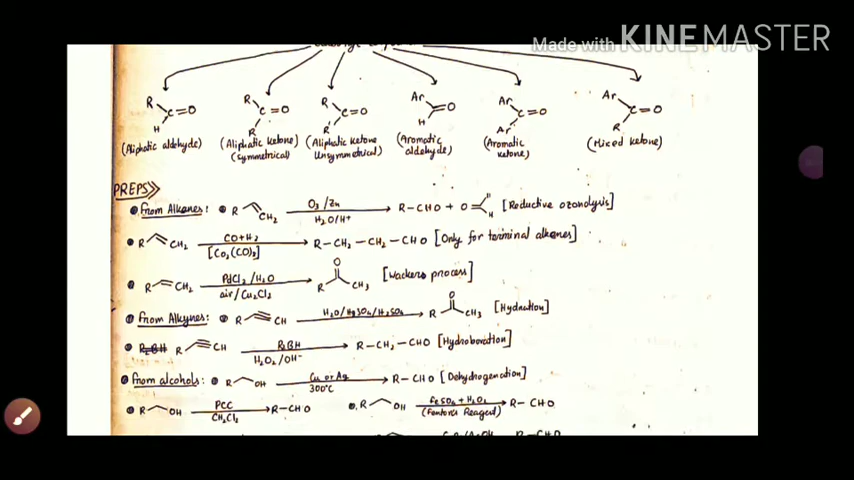 Made with KINEMASTER
R C=O H
R C=O R
R C=O R'
Ar C=O H
Ar C=O Ar
Ar C=O R
(Aliphatic aldehyde) (Aliphatic ketone) (symmetrical) (Aliphatic ketone Unsymmetrical) (Aromatic aldehyde) (Aromatic ketone) (Mixed ketone)
PREPS>>
from Alkenes: R CH2 O3/Zn H2O/H+ R-CHO + O H H [Reductive ozonolysis]
R CH2 CO+H2 [Co2(CO)8] R-CH2-CH2-CHO [Only for terminal alkenes]
R CH2 PdCl2/H2O air/Cu2Cl2 R O CH3 [Wackers process]
from Alkynes: R CH H2O/HgSO4/H2SO4 R O CH3 [Hydration]
R CH R2BH H2O2/OH- R-CH2-CHO [Hydroboration]
from alcohols: R OH Cu or Ag 300°C R-CHO [Dehydrogenation]
R OH PCC CH2Cl2 R-CHO R OH FeSO4+H2O2 (Fenton's Reagent) R-CHO
R-CHO